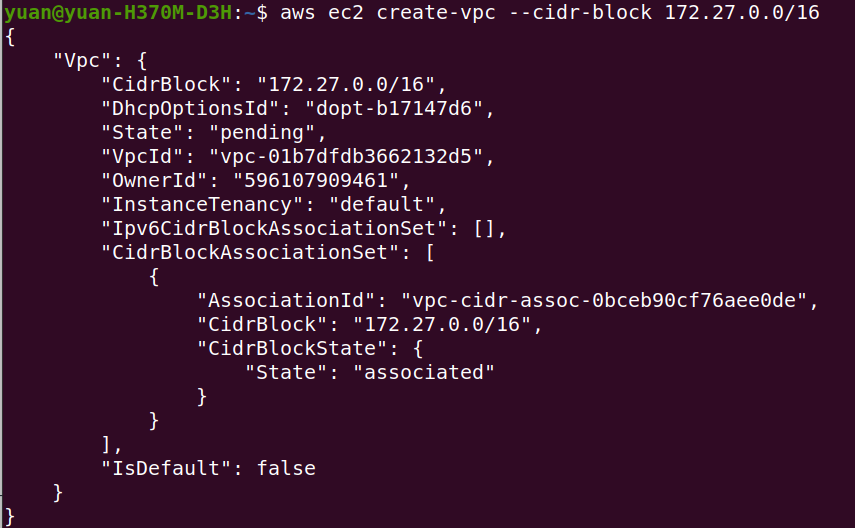 yuan@yuan-H370M-D3H:~$ aws ec2 create-vpc --cidr-block 172.27.0.0/16
{
    "Vpc": {
        "CidrBlock": "172.27.0.0/16",
        "DhcpOptionsId": "dopt-b17147d6",
        "State": "pending",
        "VpcId": "vpc-01b7dfdb3662132d5",
        "OwnerId": "596107909461",
        "InstanceTenancy": "default",
        "Ipv6CidrBlockAssociationSet": [],
        "CidrBlockAssociationSet": [
            {
                "AssociationId": "vpc-cidr-assoc-0bceb90cf76aee0de",
                "CidrBlock": "172.27.0.0/16",
                "CidrBlockState": {
                    "State": "associated"
                }
            }
        ],
        "IsDefault": false
    }
}